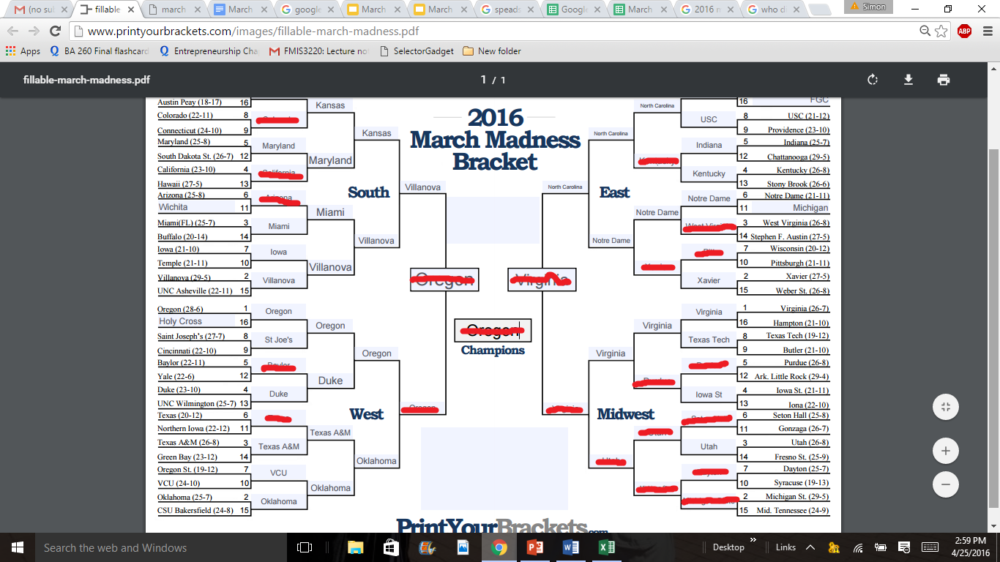 (no sul
fillable
march
March
google
March
March
speads
Google
March
2016 m
who di
Simon
www.printyourbrackets.com/images/fillable-march-madness.pdf
ABP
Apps
BA 260 Final flashcard
Entrepreneurship Cha
FMIS3220: Lecture no
SelectorGadget
New folder
fillable-march-madness.pdf
1 / 1
2016
March Madness
Bracket
South
East
West
Midwest
Austin Peay (18-17) 16
Colorado (22-11) 8
Connecticut (24-10) 9
Maryland (25-8) 5
South Dakota St. (26-7) 12
California (23-10) 4
Hawaii (27-5) 13
Arizona (25-8) 6
Wichita 11
Miami(FL) (25-7) 3
Buffalo (20-14) 14
Iowa (21-10) 7
Temple (21-11) 10
Villanova (29-5) 2
UNC Asheville (22-11) 15
Maryland
California
Arizona
Miami
Iowa
Villanova
Kansas
Maryland
Miami
Villanova
Kansas
Villanova
Villanova
Oregon (28-6) 1
Holy Cross 16
Saint Joseph's (27-7) 8
Cincinnati (22-10) 9
Baylor (22-11) 5
Yale (22-6) 12
Duke (23-10) 4
UNC Wilmington (25-7) 13
Texas (20-12) 6
Northern Iowa (22-12) 11
Texas A&M (26-8) 3
Green Bay (23-12) 14
Oregon St. (19-12) 7
VCU (24-10) 10
Oklahoma (25-7) 2
CSU Bakersfield (24-8) 15
Oregon
St Joe's
Baylor
Duke
Texas A&M
VCU
Oklahoma
Oregon
Duke
Texas A&M
Oklahoma
Oregon
Oklahoma
Oregon
Oregon
Virginia
Oregon
Champions
North Carolina
North Carolina
North Carolina
Notre Dame
Notre Dame
USC
Indiana
Kentucky
Notre Dame
West Virginia
Xavier
16 FGC
8 USC (21-12)
9 Providence (23-10)
5 Indiana (25-7)
12 Chattanooga (29-5)
4 Kentucky (26-8)
13 Stony Brook (26-6)
6 Notre Dame (21-11)
11 Michigan
3 West Virginia (26-8)
14 Stephen F. Austin (27-5)
7 Wisconsin (20-12)
10 Pittsburgh (21-11)
2 Xavier (27-5)
15 Weber St. (26-8)
Virginia
Virginia
Virginia
Utah
Virginia
Texas Tech
Iowa St
Utah
1 Virginia (26-7)
16 Hampton (21-10)
8 Texas Tech (19-12)
9 Butler (21-10)
5 Purdue (26-8)
12 Ark. Little Rock (29-4)
4 Iowa St. (21-11)
13 Iona (22-10)
6 Seton Hall (25-8)
11 Gonzaga (26-7)
3 Utah (26-8)
14 Fresno St. (25-9)
7 Dayton (25-7)
10 Syracuse (19-13)
2 Michigan St. (29-5)
15 Mid. Tennessee (24-9)
PrintYourBrackets.com
Search the web and Windows
Desktop
Links
2:59 PM
4/25/2016